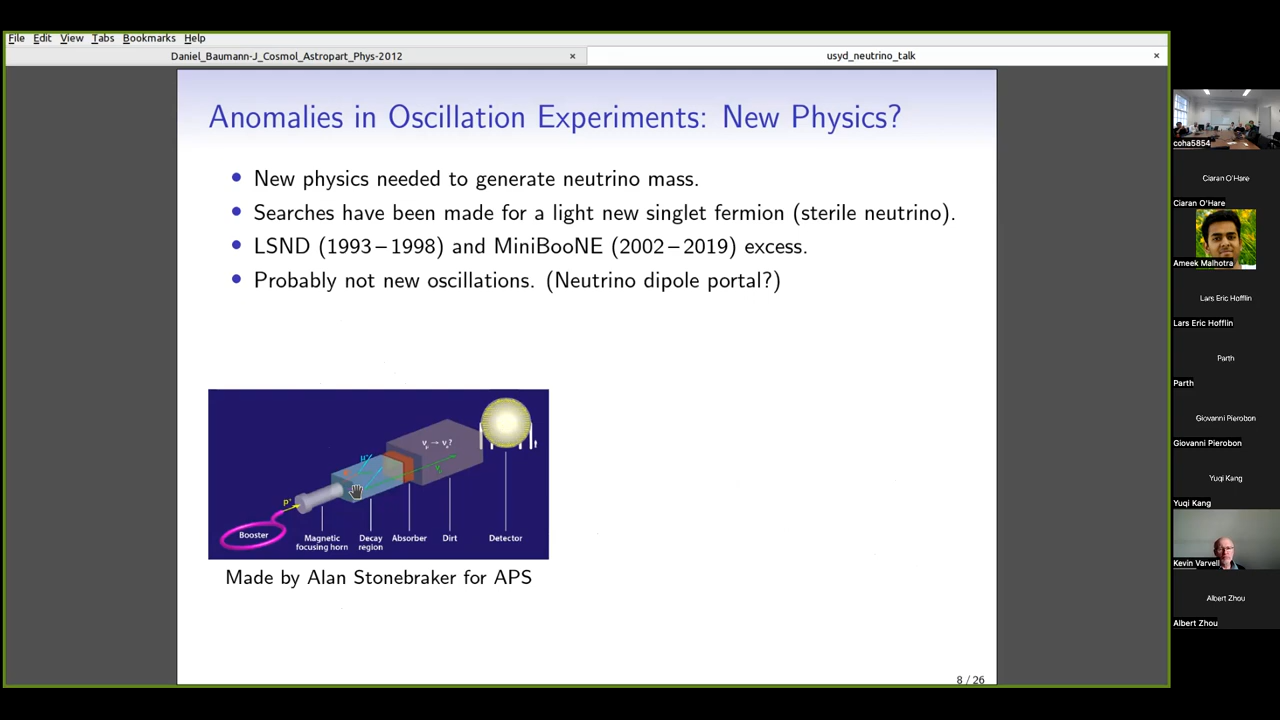 File Edit View Tabs Bookmarks Help
Daniel_Baumann-J_Cosmol_Astropart_Phys-2012 ×
usyd_neutrino_talk ×
Anomalies in Oscillation Experiments: New Physics?
• New physics needed to generate neutrino mass.
• Searches have been made for a light new singlet fermion (sterile neutrino).
• LSND (1993–1998) and MiniBooNE (2002–2019) excess.
• Probably not new oscillations. (Neutrino dipole portal?)
p⁺
Booster
Magnetic
focusing horn
Decay
region
Absorber
Dirt
Detector
Made by Alan Stonebraker for APS
8 / 26
coha5854
Ciaran O'Hare
Ciaran O'Hare
Ameek Malhotra
Lars Eric Hofflin
Lars Eric Hofflin
Parth
Parth
Giovanni Pierobon
Giovanni Pierobon
Yuqi Kang
Yuqi Kang
Kevin Varvell
Albert Zhou
Albert Zhou